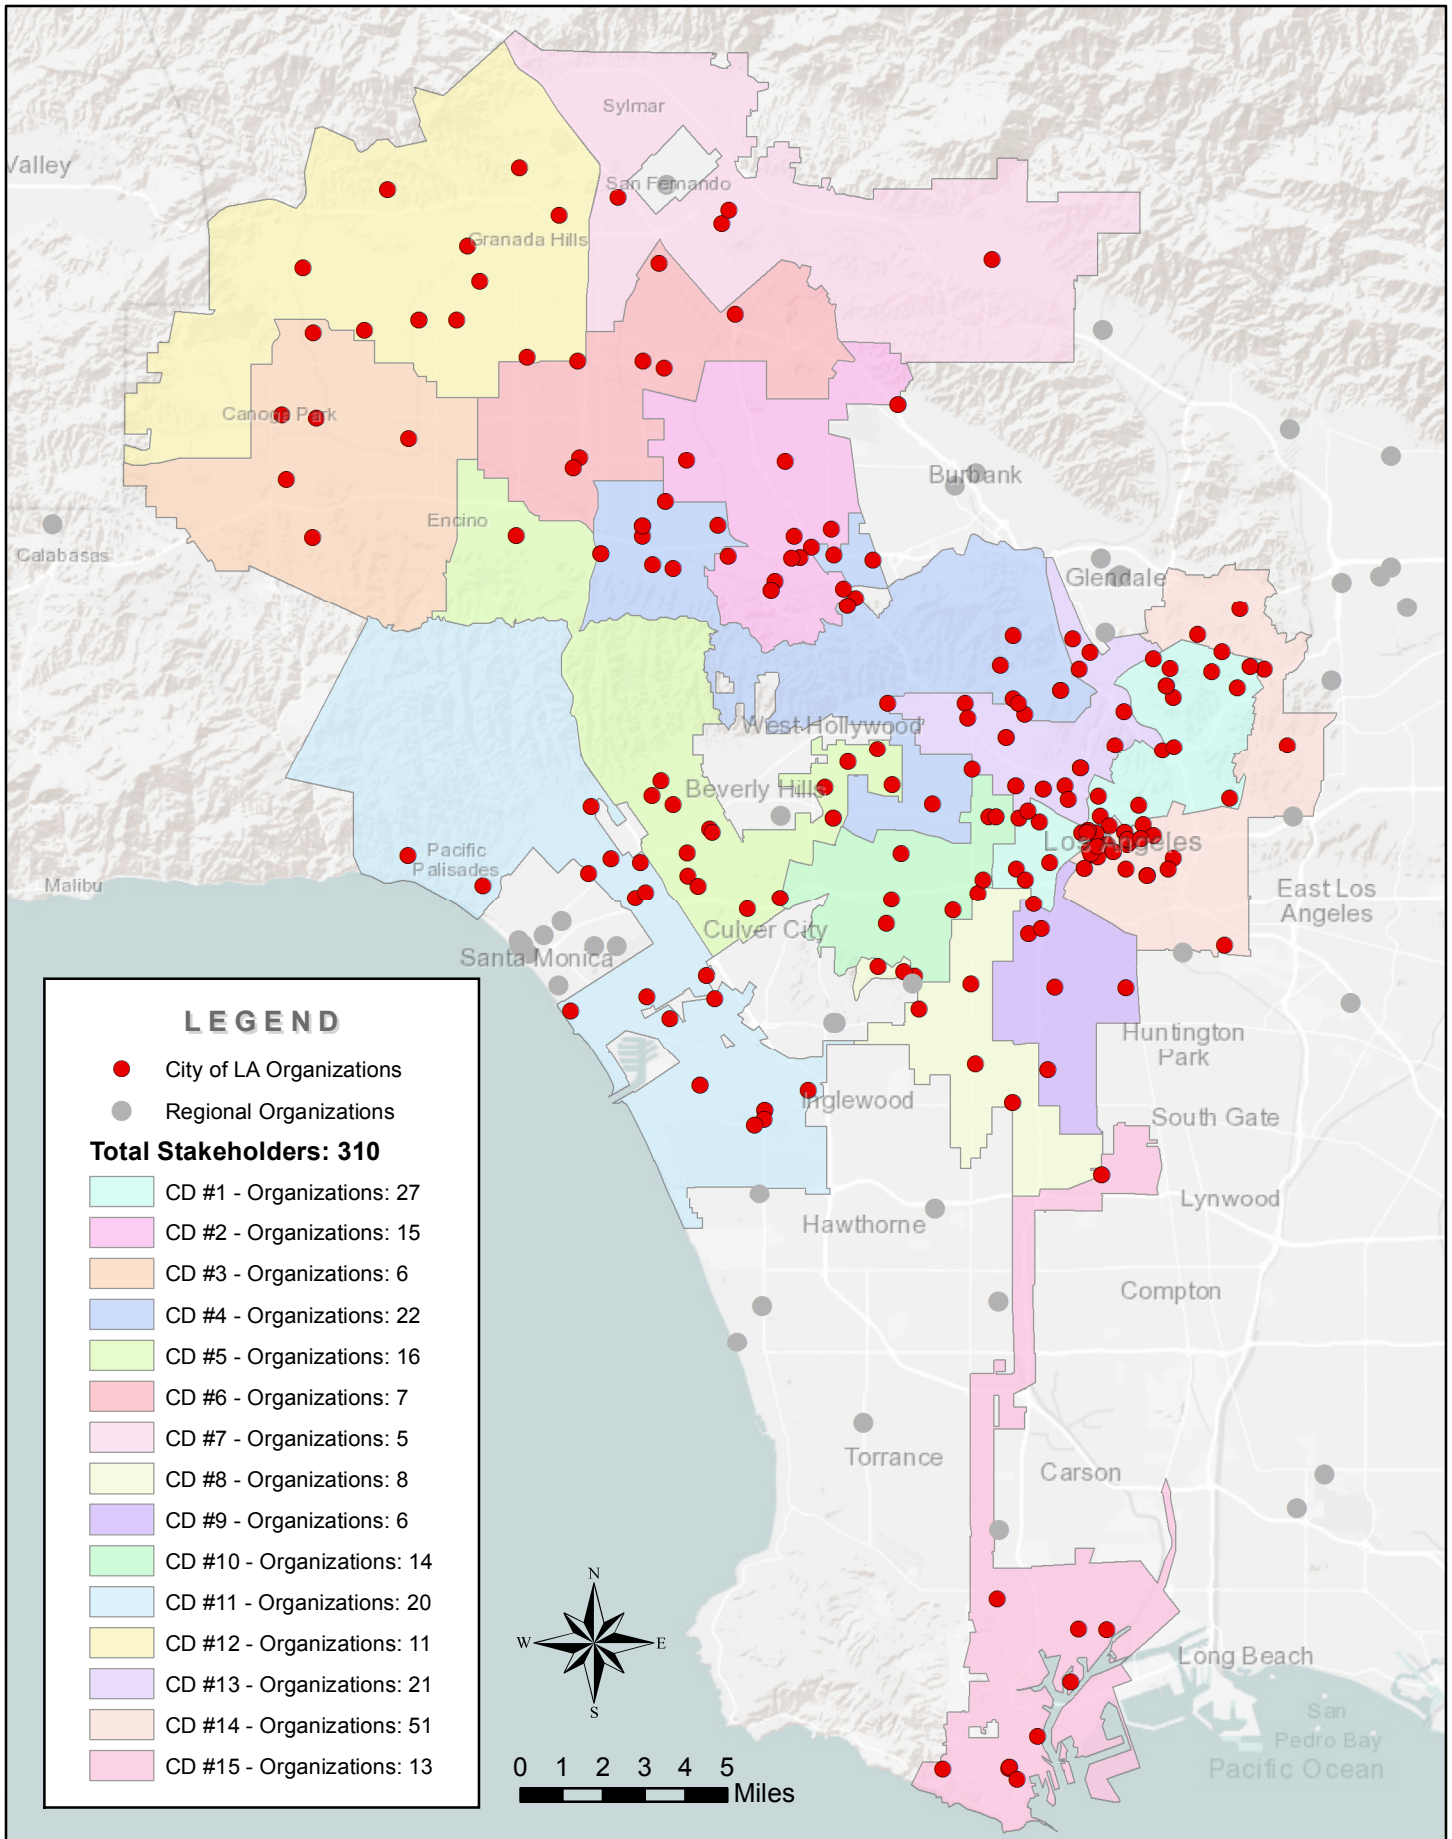 Sylmar
Valley
San Fernando
Granada Hills
Canoga Park
Burbank
Encino
Calabasas
Glendale
West Hollywood
Beverly Hills
Los Angeles
Pacific
Palisades
Malibu
East Los
Angeles
Culver City
Santa Monica
Huntington
Park
Inglewood
South Gate
Lynwood
Hawthorne
Compton
Torrance
Carson
Long Beach
San
Pedro Bay
Pacific Ocean
LEGEND
City of LA Organizations
Regional Organizations
Total Stakeholders: 310
CD #1 - Organizations: 27
CD #2 - Organizations: 15
CD #3 - Organizations: 6
CD #4 - Organizations: 22
CD #5 - Organizations: 16
CD #6 - Organizations: 7
CD #7 - Organizations: 5
CD #8 - Organizations: 8
CD #9 - Organizations: 6
CD #10 - Organizations: 14
CD #11 - Organizations: 20
CD #12 - Organizations: 11
CD #13 - Organizations: 21
CD #14 - Organizations: 51
CD #15 - Organizations: 13
N
W E
S
0 1 2 3 4 5
Miles